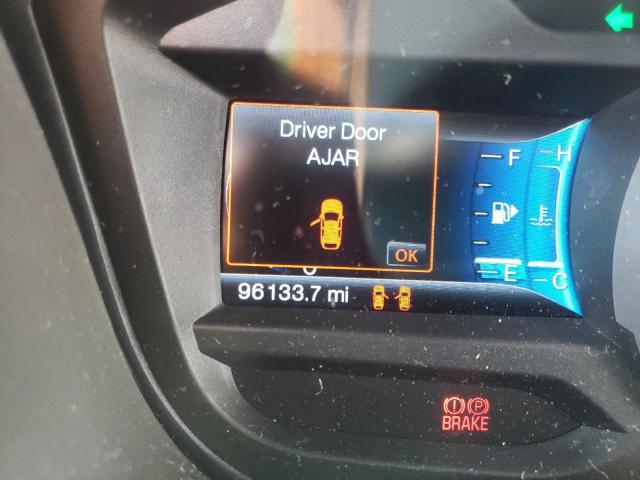 Driver Door
AJAR
OK
F
H
E
C
96133.7 mi
P
BRAKE